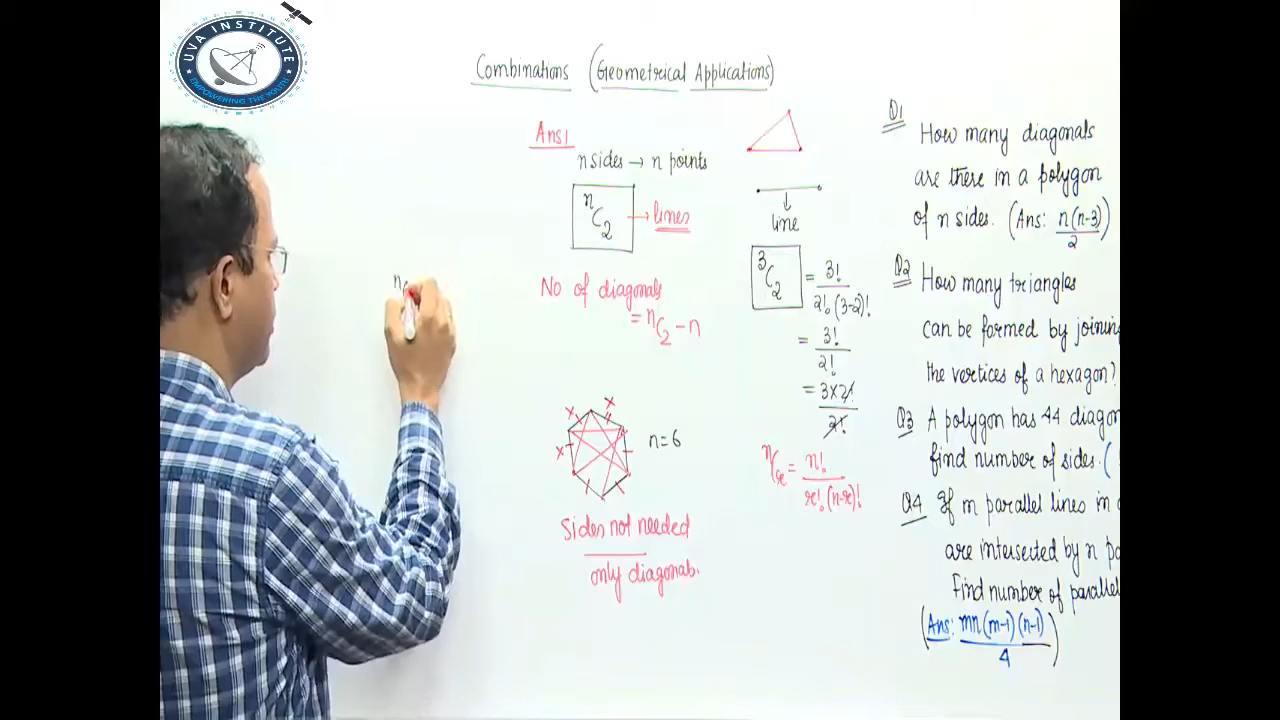 UVA INSTITUTE
EMPOWERING THE YOUTH
Combinations (Geometrical Applications)
Ans1
n sides → n points
ⁿC₂ → lines
No of diagonals
= ⁿC₂ - n
n=6
Sides not needed
only diagonals.
line
³C₂ = 3! / 2!.(3-2)!
= 3! / 2!
= 3×2! / 2!
ⁿCᵣ = n! / r!.(n-r)!
n
Q1
How many diagonals
are there in a polygon
of n sides. (Ans: n(n-3) / 2)
Q2
How many triangles
can be formed by joinin
the vertices of a hexagon?
Q3 A polygon has 44 diagon
find number of sides. (
Q4 If m parallel lines in
are intersected by n pa
Find number of parallel
(Ans: mn(m-1)(n-1) / 4)